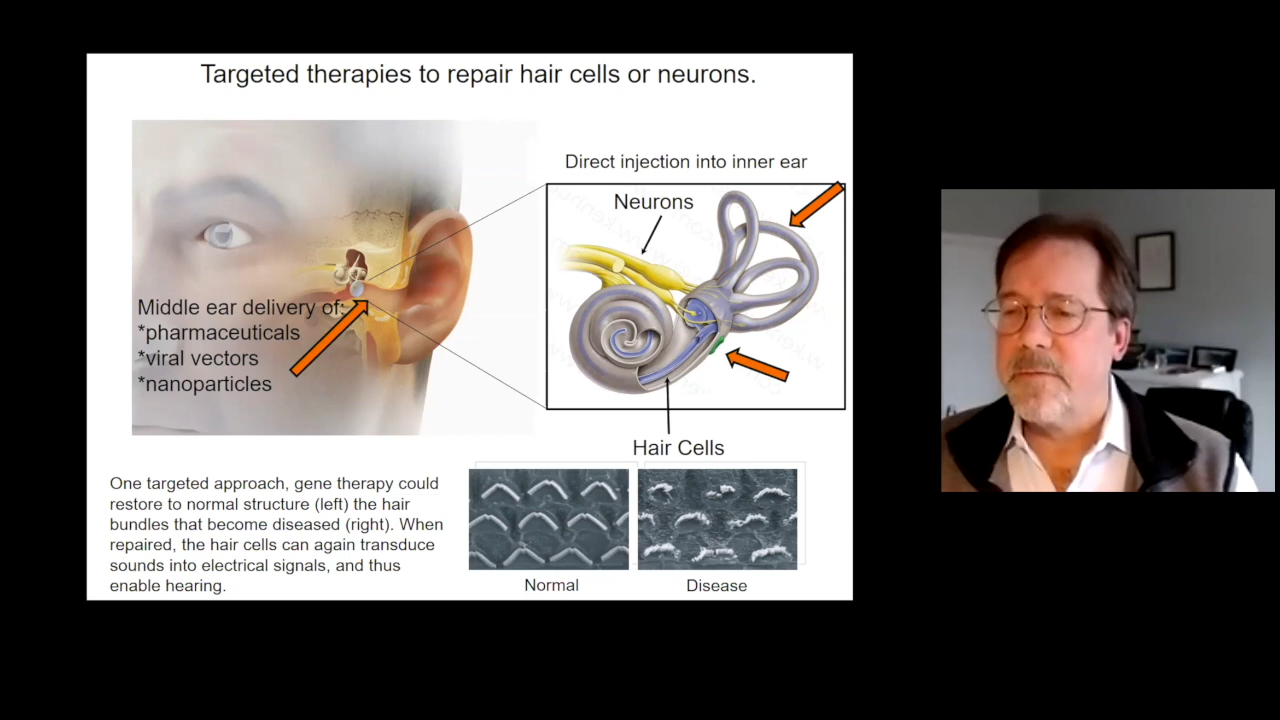 Targeted therapies to repair hair cells or neurons.
Direct injection into inner ear
Neurons
Middle ear delivery of:
*pharmaceuticals
*viral vectors
*nanoparticles
Hair Cells
One targeted approach, gene therapy could
restore to normal structure (left) the hair
bundles that become diseased (right). When
repaired, the hair cells can again transduce
sounds into electrical signals, and thus
enable hearing.
Normal
Disease